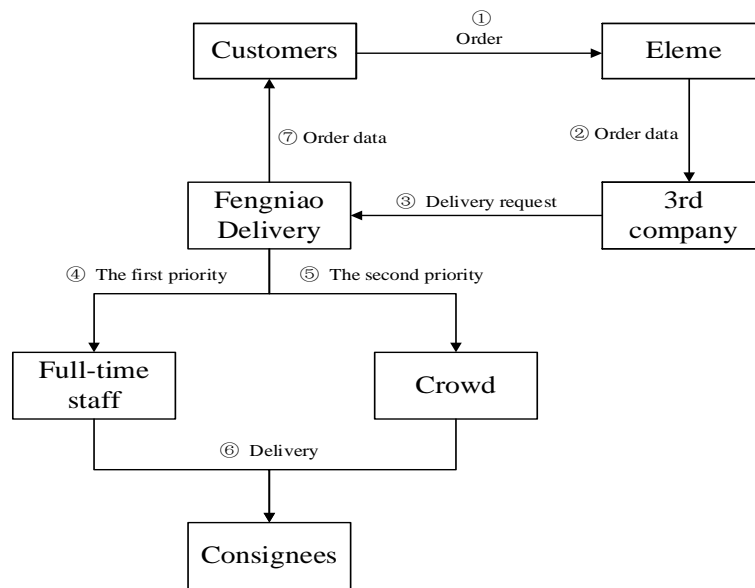 ①
Order
Customers
Eleme
⑦ Order data
② Order data
Fengniao
Delivery
③ Delivery request
3rd
company
④ The first priority
⑤ The second priority
Full-time
staff
Crowd
⑥ Delivery
Consignees